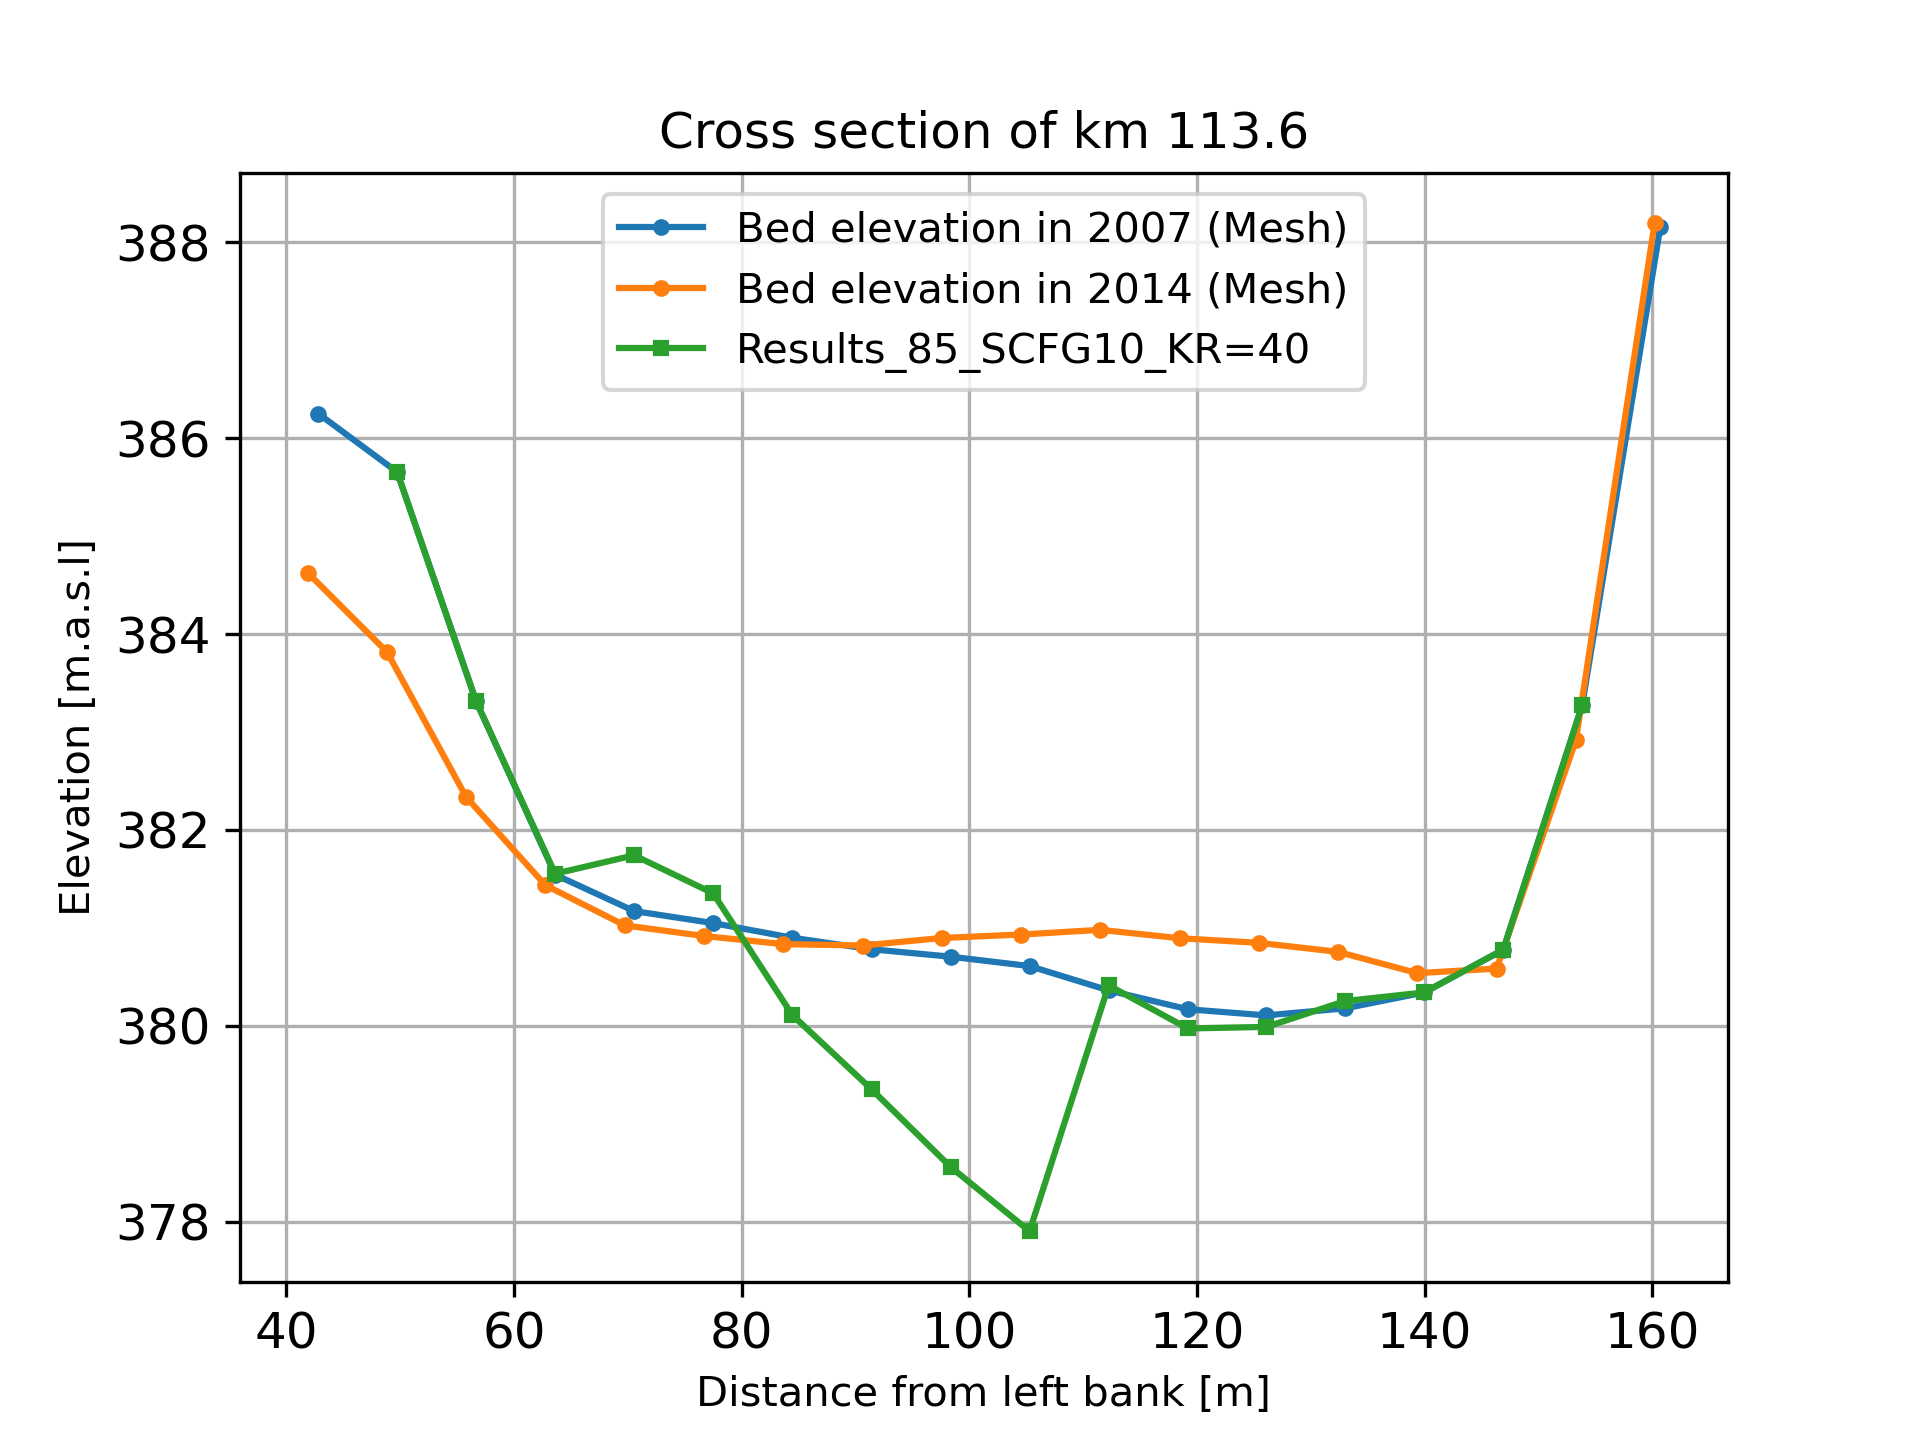 Cross section of km 113.6
Bed elevation in 2007 (Mesh)
Bed elevation in 2014 (Mesh)
Results_85_SCFG10_KR=40
388
386
384
382
380
378
Elevation [m.a.s.l]
40 60 80 100 120 140 160
Distance from left bank [m]